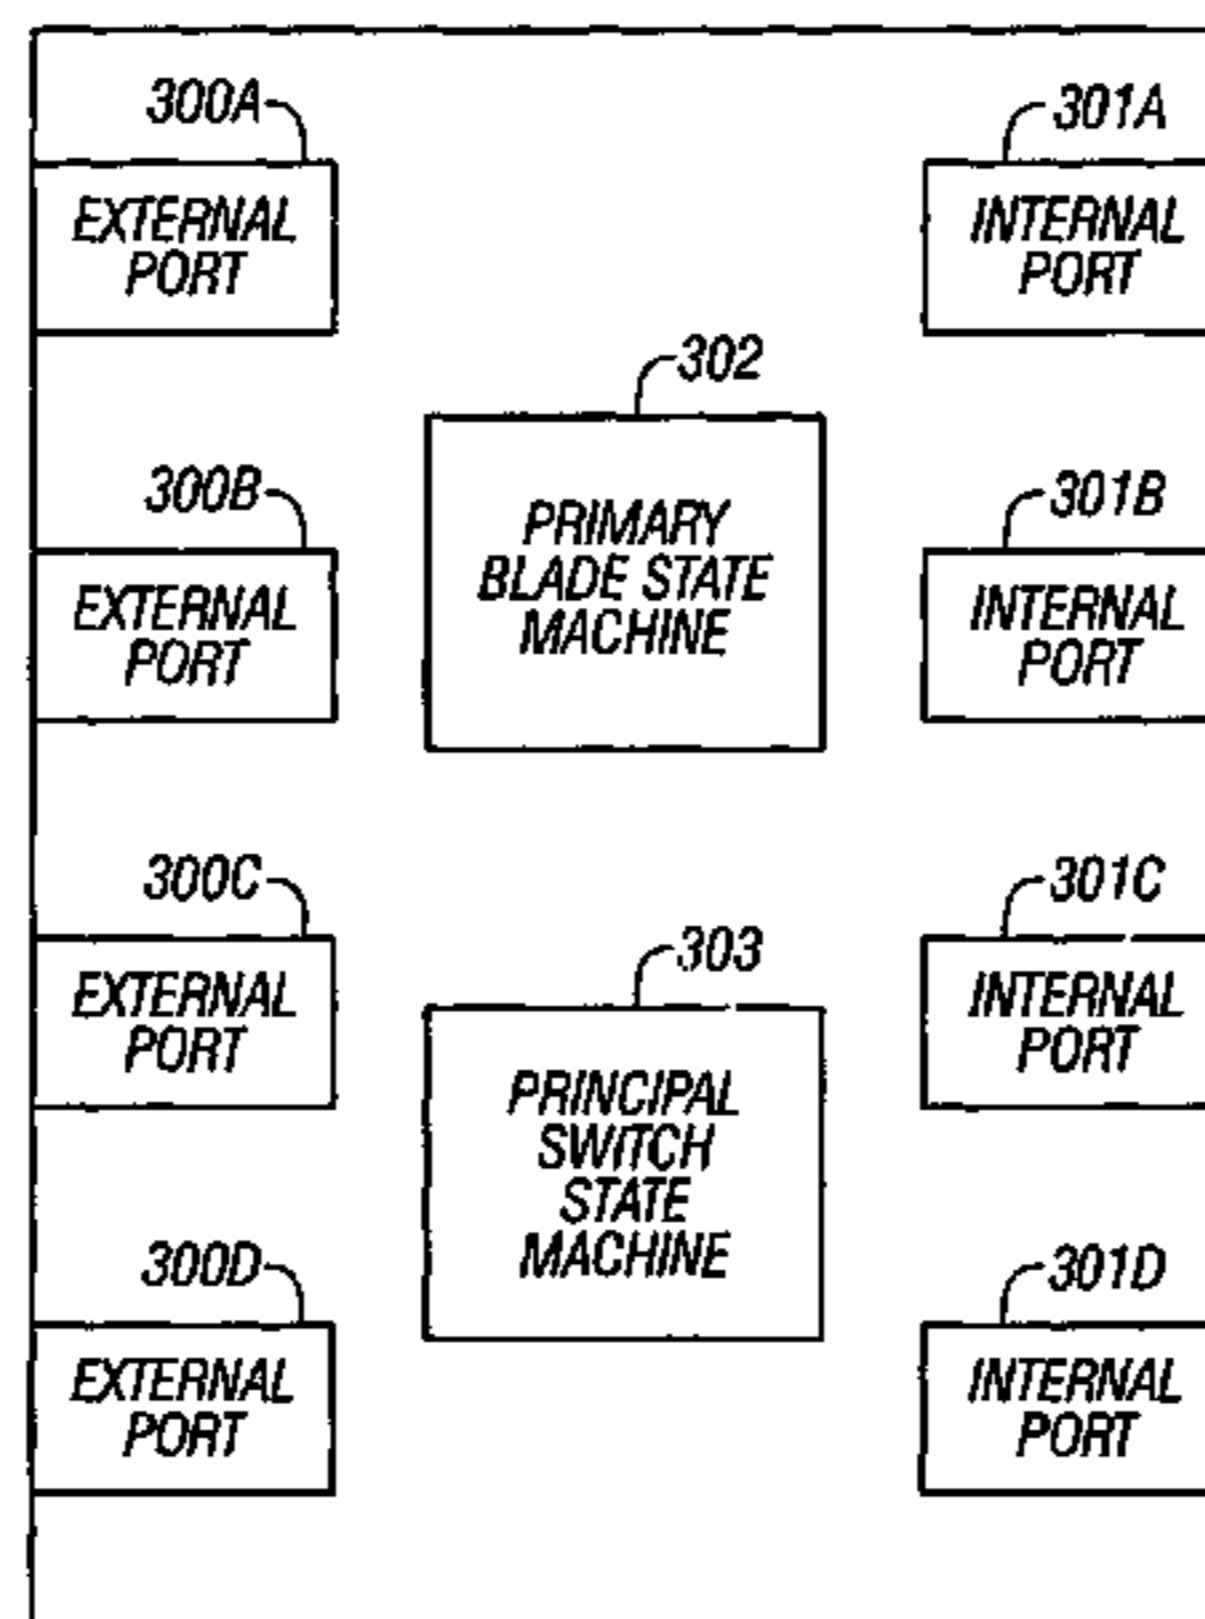 300A
301A
EXTERNAL
PORT
INTERNAL
PORT
302
PRIMARY
BLADE STATE
MACHINE
300B
301B
EXTERNAL
PORT
INTERNAL
PORT
300C
301C
EXTERNAL
PORT
INTERNAL
PORT
303
PRINCIPAL
SWITCH
STATE
MACHINE
300D
301D
EXTERNAL
PORT
INTERNAL
PORT